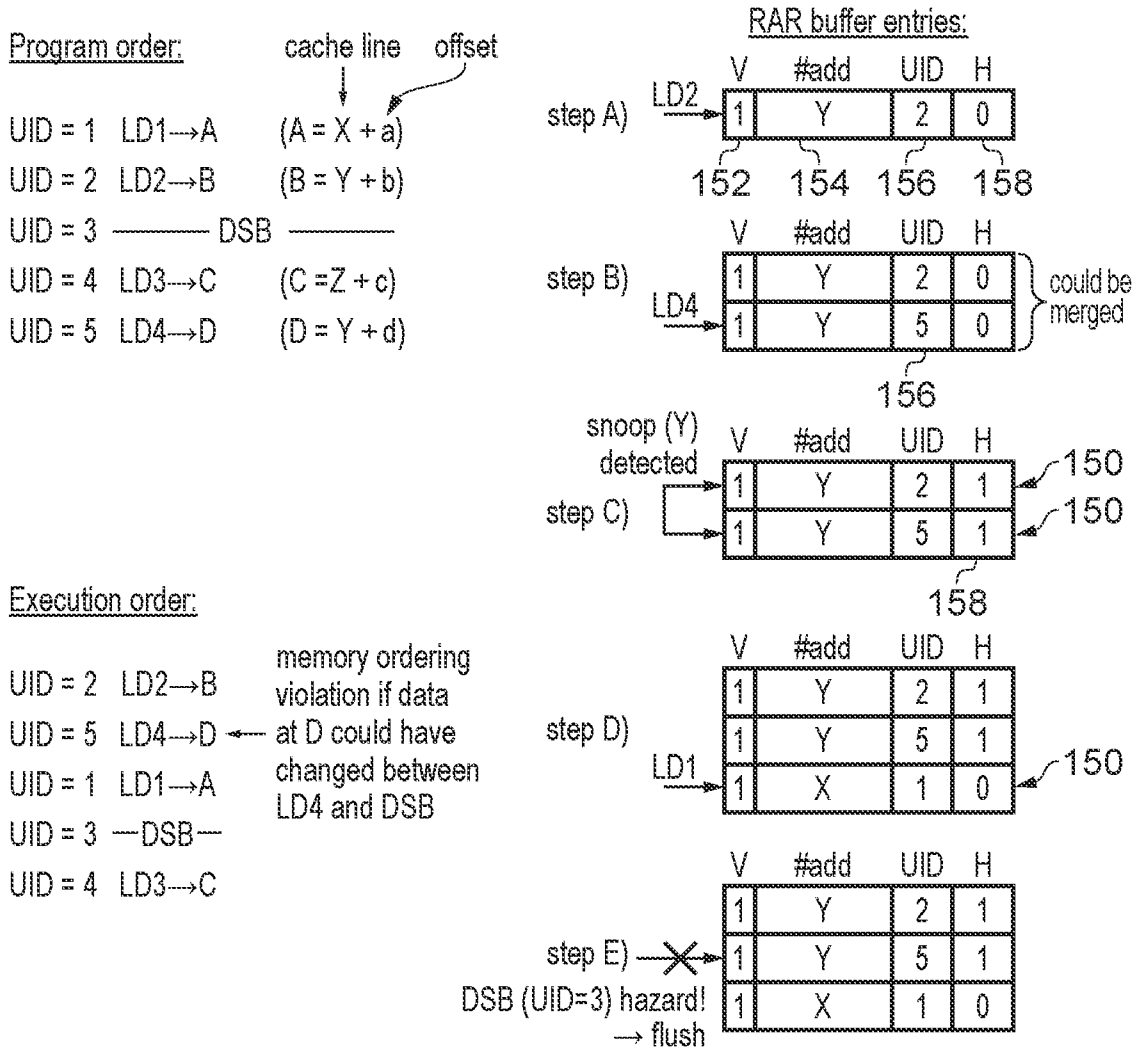 Program order:
cache line offset
UID = 1 LD1→A (A = X + a)
UID = 2 LD2→B (B = Y + b)
UID = 3 DSB
UID = 4 LD3→C (C =Z + c)
UID = 5 LD4→D (D = Y + d)
Execution order:
UID = 2 LD2→B
UID = 5 LD4→D
UID = 1 LD1→A
UID = 3 —DSB—
UID = 4 LD3→C
memory ordering
violation if data
at D could have
changed between
LD4 and DSB
RAR buffer entries:
V #add UID H
step A) LD2
1 Y 2 0
152 154 156 158
V #add UID H
step B)
1 Y 2 0
LD4
1 Y 5 0
could be
merged
156
snoop (Y)
detected
step C)
V #add UID H
1 Y 2 1
150
1 Y 5 1
150
158
V #add UID H
step D)
1 Y 2 1
1 Y 5 1
LD1
1 X 1 0
150
V #add UID H
1 Y 2 1
step E)
1 Y 5 1
1 X 1 0
DSB (UID=3) hazard!
→ flush